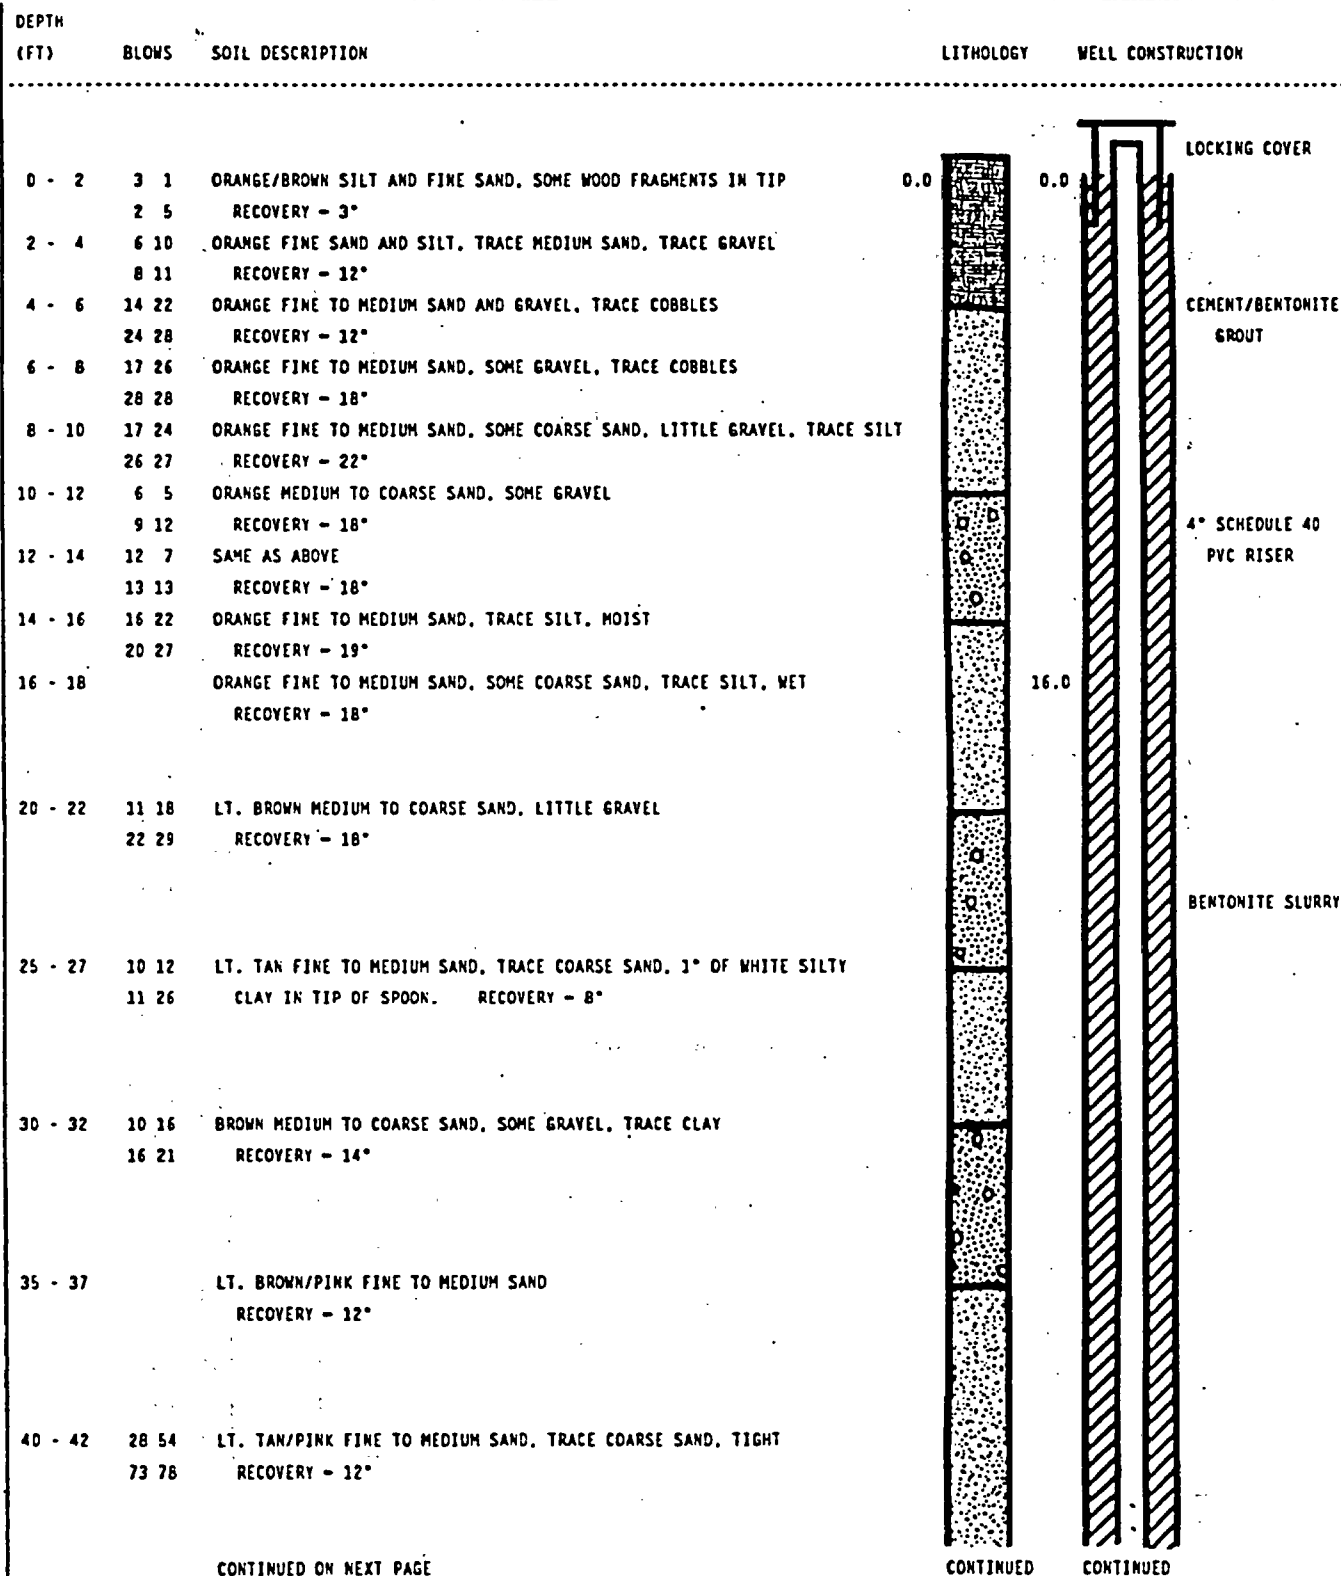 DEPTH
(FT) BLOWS SOIL DESCRIPTION LITHOLOGY WELL CONSTRUCTION
LOCKING COVER
0 - 2 3 1 ORANGE/BROWN SILT AND FINE SAND, SOME WOOD FRAGMENTS IN TIP 0.0 0.0
2 5 RECOVERY - 3"
2 - 4 6 10 ORANGE FINE SAND AND SILT, TRACE MEDIUM SAND, TRACE GRAVEL
8 11 RECOVERY - 12"
4 - 6 14 22 ORANGE FINE TO MEDIUM SAND AND GRAVEL, TRACE COBBLES CEMENT/BENTONITE
24 28 RECOVERY - 12" GROUT
6 - 8 17 26 ORANGE FINE TO MEDIUM SAND, SOME GRAVEL, TRACE COBBLES
28 28 RECOVERY - 18"
8 - 10 17 24 ORANGE FINE TO MEDIUM SAND, SOME COARSE SAND, LITTLE GRAVEL, TRACE SILT
26 27 RECOVERY - 22"
10 - 12 6 5 ORANGE MEDIUM TO COARSE SAND, SOME GRAVEL
9 12 RECOVERY - 18" 4" SCHEDULE 40
12 - 14 12 7 SAME AS ABOVE PVC RISER
13 13 RECOVERY - 18"
14 - 16 16 22 ORANGE FINE TO MEDIUM SAND, TRACE SILT, MOIST
20 27 RECOVERY - 19"
16 - 18 ORANGE FINE TO MEDIUM SAND, SOME COARSE SAND, TRACE SILT, WET 16.0
RECOVERY - 18"
20 - 22 11 18 LT. BROWN MEDIUM TO COARSE SAND, LITTLE GRAVEL
22 29 RECOVERY - 18"
BENTONITE SLURRY
25 - 27 10 12 LT. TAN FINE TO MEDIUM SAND, TRACE COARSE SAND, 1" OF WHITE SILTY
11 26 CLAY IN TIP OF SPOON. RECOVERY - 8"
30 - 32 10 16 BROWN MEDIUM TO COARSE SAND, SOME GRAVEL, TRACE CLAY
16 21 RECOVERY - 14"
35 - 37 LT. BROWN/PINK FINE TO MEDIUM SAND
RECOVERY - 12"
40 - 42 28 54 LT. TAN/PINK FINE TO MEDIUM SAND, TRACE COARSE SAND, TIGHT
73 78 RECOVERY - 12"
CONTINUED ON NEXT PAGE CONTINUED CONTINUED